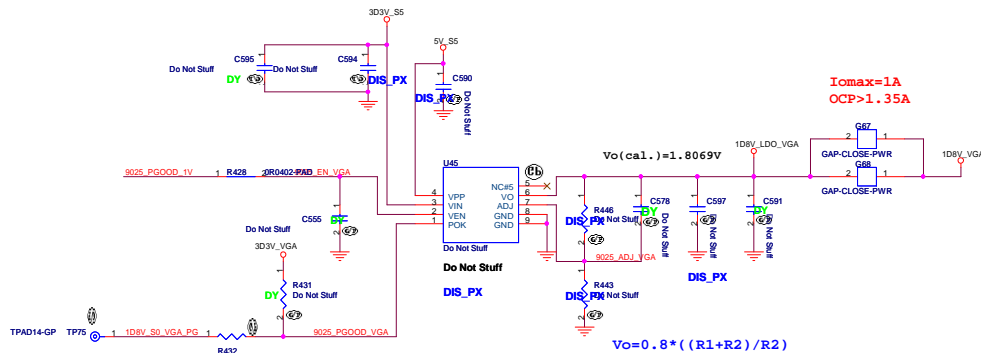 3D3V_S5
5V_S5
C595
Do Not Stuff
DY
Do Not Stuff
C594
DIS_PX
C590
Do Not Stuff
DIS_PX
Iomax=1A
OCP>1.35A
G67
2
1
GAP-CLOSE-PWR
G68
2
1
GAP-CLOSE-PWR
1D8V_LDO_VGA
1D8V_VGA
Vo(cal.)=1.8069V
9025_PGOOD_1V
1
R428
2
0R0402-PAD
EN_VGA
U45
4
VPP
3
VIN
2
VEN
1
POK
NC#5
5
VO
6
ADJ
7
GND
8
GND
9
Do Not Stuff
Do Not Stuff
DIS_PX
C555
DY
Do Not Stuff
3D3V_VGA
R431
Do Not Stuff
DY
R446
Do Not Stuff
DIS_PX
C578
DY
Do Not Stuff
C597
Do Not Stuff
DIS_PX
C591
DY
Do Not Stuff
9025_ADJ_VGA
R443
Do Not Stuff
DIS_PX
TPAD14-GP
TP75
1D8V_S0_VGA_PG
1
R432
2
9025_PGOOD_VGA
Vo=0.8*((R1+R2)/R2)